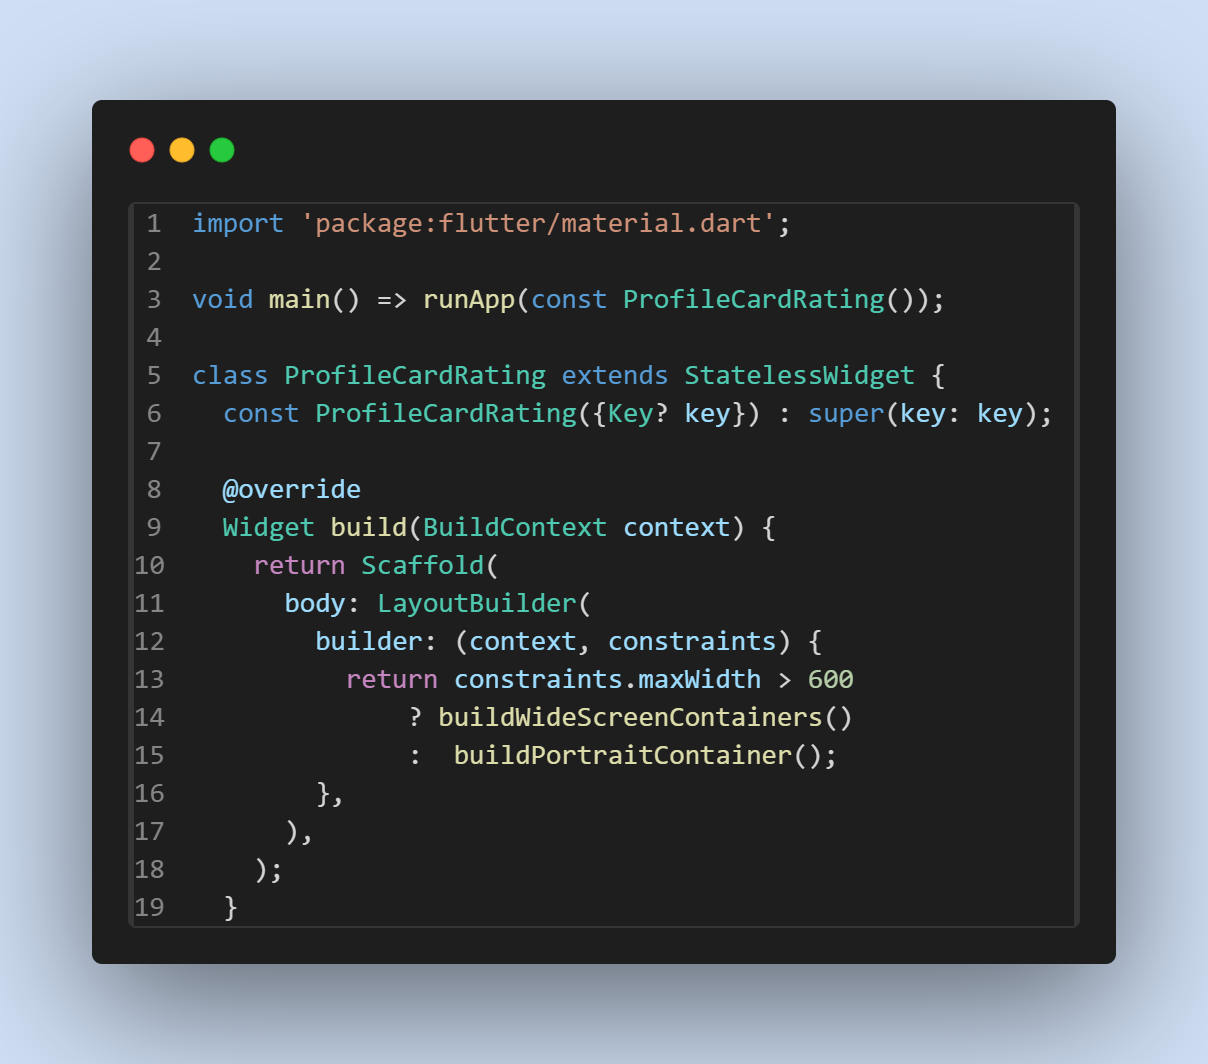 1 import 'package:flutter/material.dart';
2
3 void main() => runApp(const ProfileCardRating());
4
5 class ProfileCardRating extends StatelessWidget {
6   const ProfileCardRating({Key? key}) : super(key: key);
7
8   @override
9   Widget build(BuildContext context) {
10     return Scaffold(
11       body: LayoutBuilder(
12         builder: (context, constraints) {
13           return constraints.maxWidth > 600
14               ? buildWideScreenContainers()
15               :  buildPortraitContainer();
16         },
17       ),
18     );
19   }